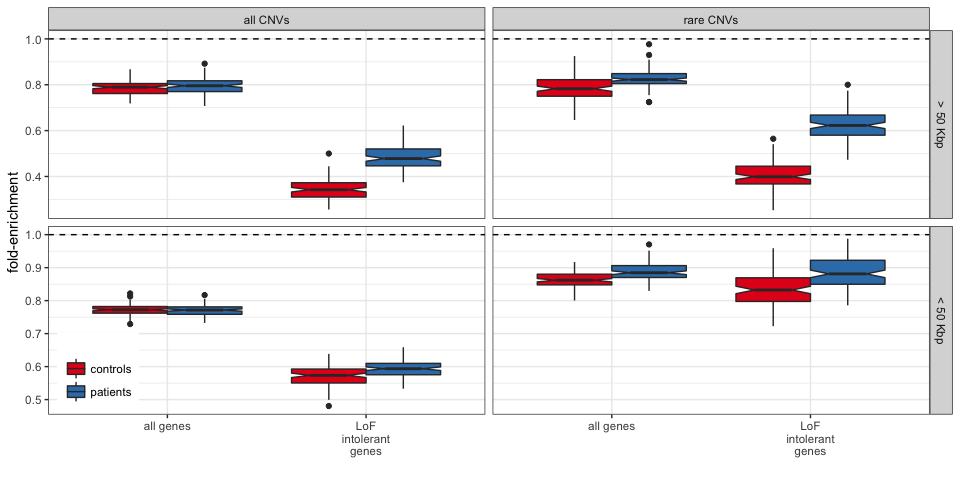 all CNVs
rare CNVs
fold-enrichment
1.0
0.8
0.6
0.4
> 50 Kbp
1.0
0.9
0.8
0.7
0.6
0.5
< 50 Kbp
controls
patients
all genes
LoF
intolerant
genes
all genes
LoF
intolerant
genes